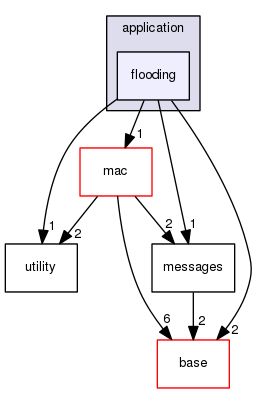 application
flooding
1
mac
1
2
2
1
utility
messages
6
2
2
base